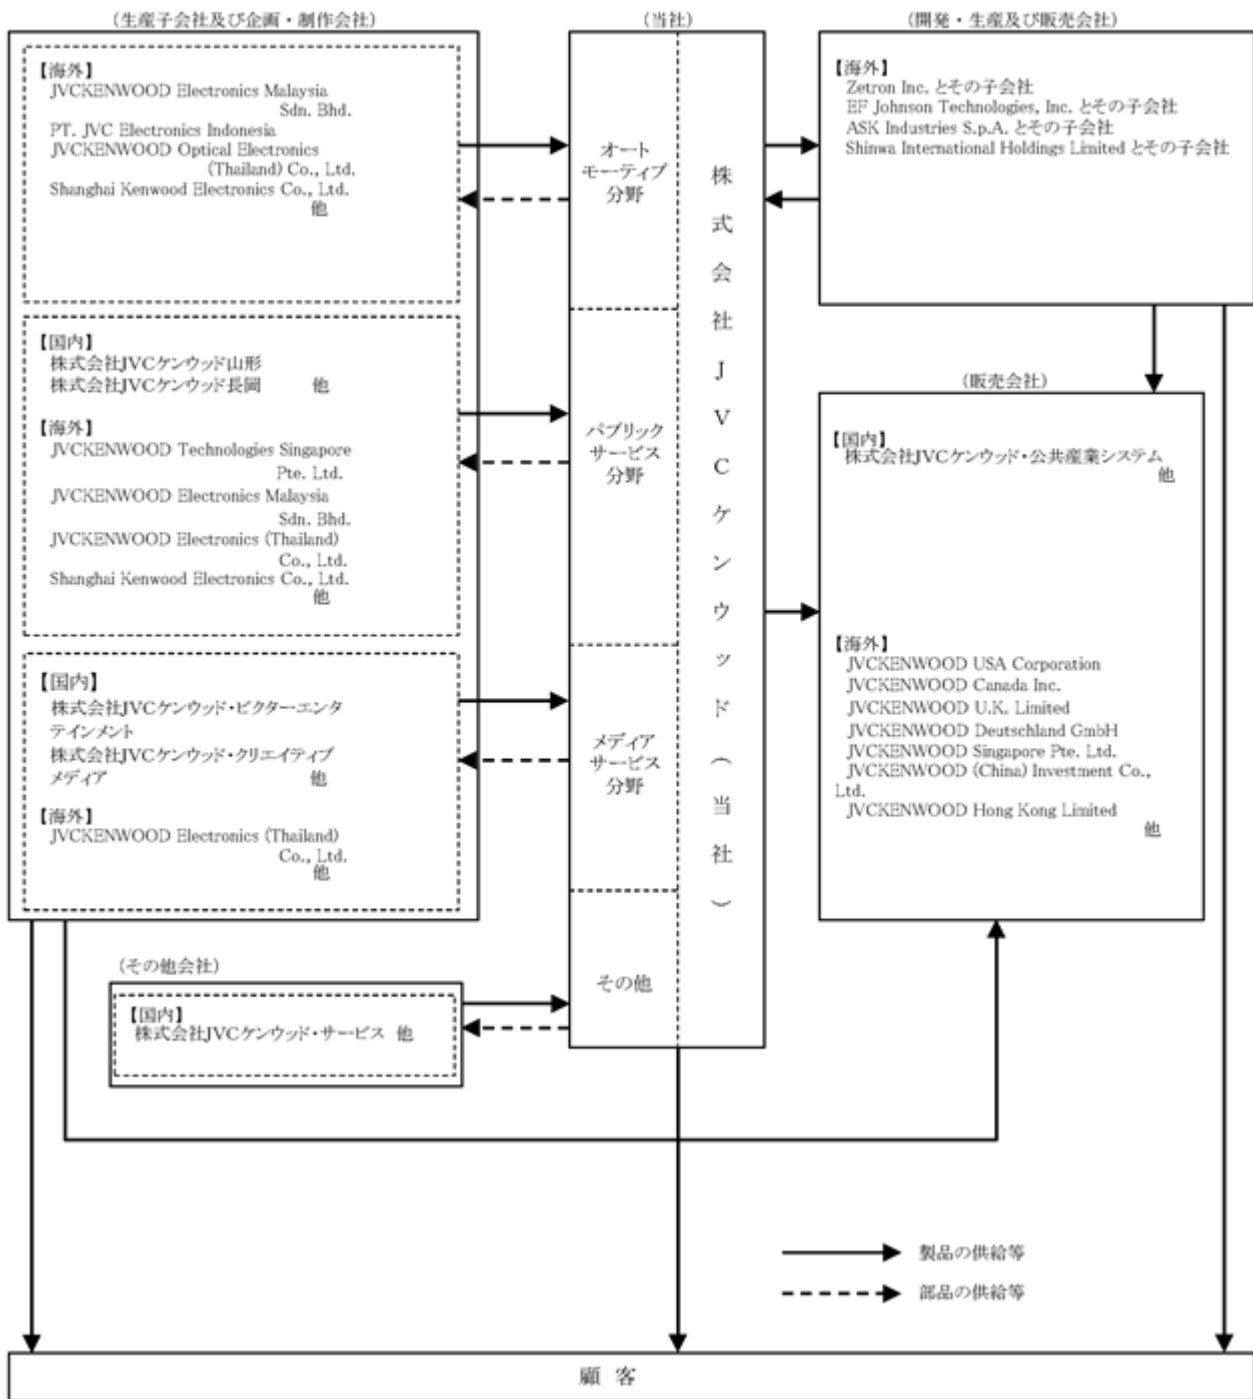 (生産子会社及び企画・制作会社)
【海外】
JVCKENWOOD Electronics Malaysia
Sdn. Bhd.
PT. JVC Electronics Indonesia
JVCKENWOOD Optical Electronics
(Thailand) Co., Ltd.
Shanghai Kenwood Electronics Co., Ltd.
他
【国内】
株式会社JVCケンウッド山形
株式会社JVCケンウッド長岡 他
【海外】
JVCKENWOOD Technologies Singapore
Pte. Ltd.
JVCKENWOOD Electronics Malaysia
Sdn. Bhd.
JVCKENWOOD Electronics (Thailand)
Co., Ltd.
Shanghai Kenwood Electronics Co., Ltd.
他
【国内】
株式会社JVCケンウッド・ビクターエンタ
テインメント
株式会社JVCケンウッド・クリエイティブ
メディア 他
【海外】
JVCKENWOOD Electronics (Thailand)
Co., Ltd.
他
(その他会社)
【国内】
株式会社JVCケンウッド・サービス 他
(当社)
オート
モーティブ
分野
パブリック
サービス
分野
メディア
サービス
分野
その他
株式会社JVCケンウッド(当社)
(開発・生産及び販売会社)
【海外】
Zetron Inc. とその子会社
EF Johnson Technologies, Inc. とその子会社
ASK Industries S.p.A. とその子会社
Shinwa International Holdings Limited とその子会社
(販売会社)
【国内】
株式会社JVCケンウッド・公共産業システム
他
【海外】
JVCKENWOOD USA Corporation
JVCKENWOOD Canada Inc.
JVCKENWOOD U.K. Limited
JVCKENWOOD Deutschland GmbH
JVCKENWOOD Singapore Pte. Ltd.
JVCKENWOOD (China) Investment Co.,
Ltd.
JVCKENWOOD Hong Kong Limited
他
製品の供給等
部品の供給等
顧客